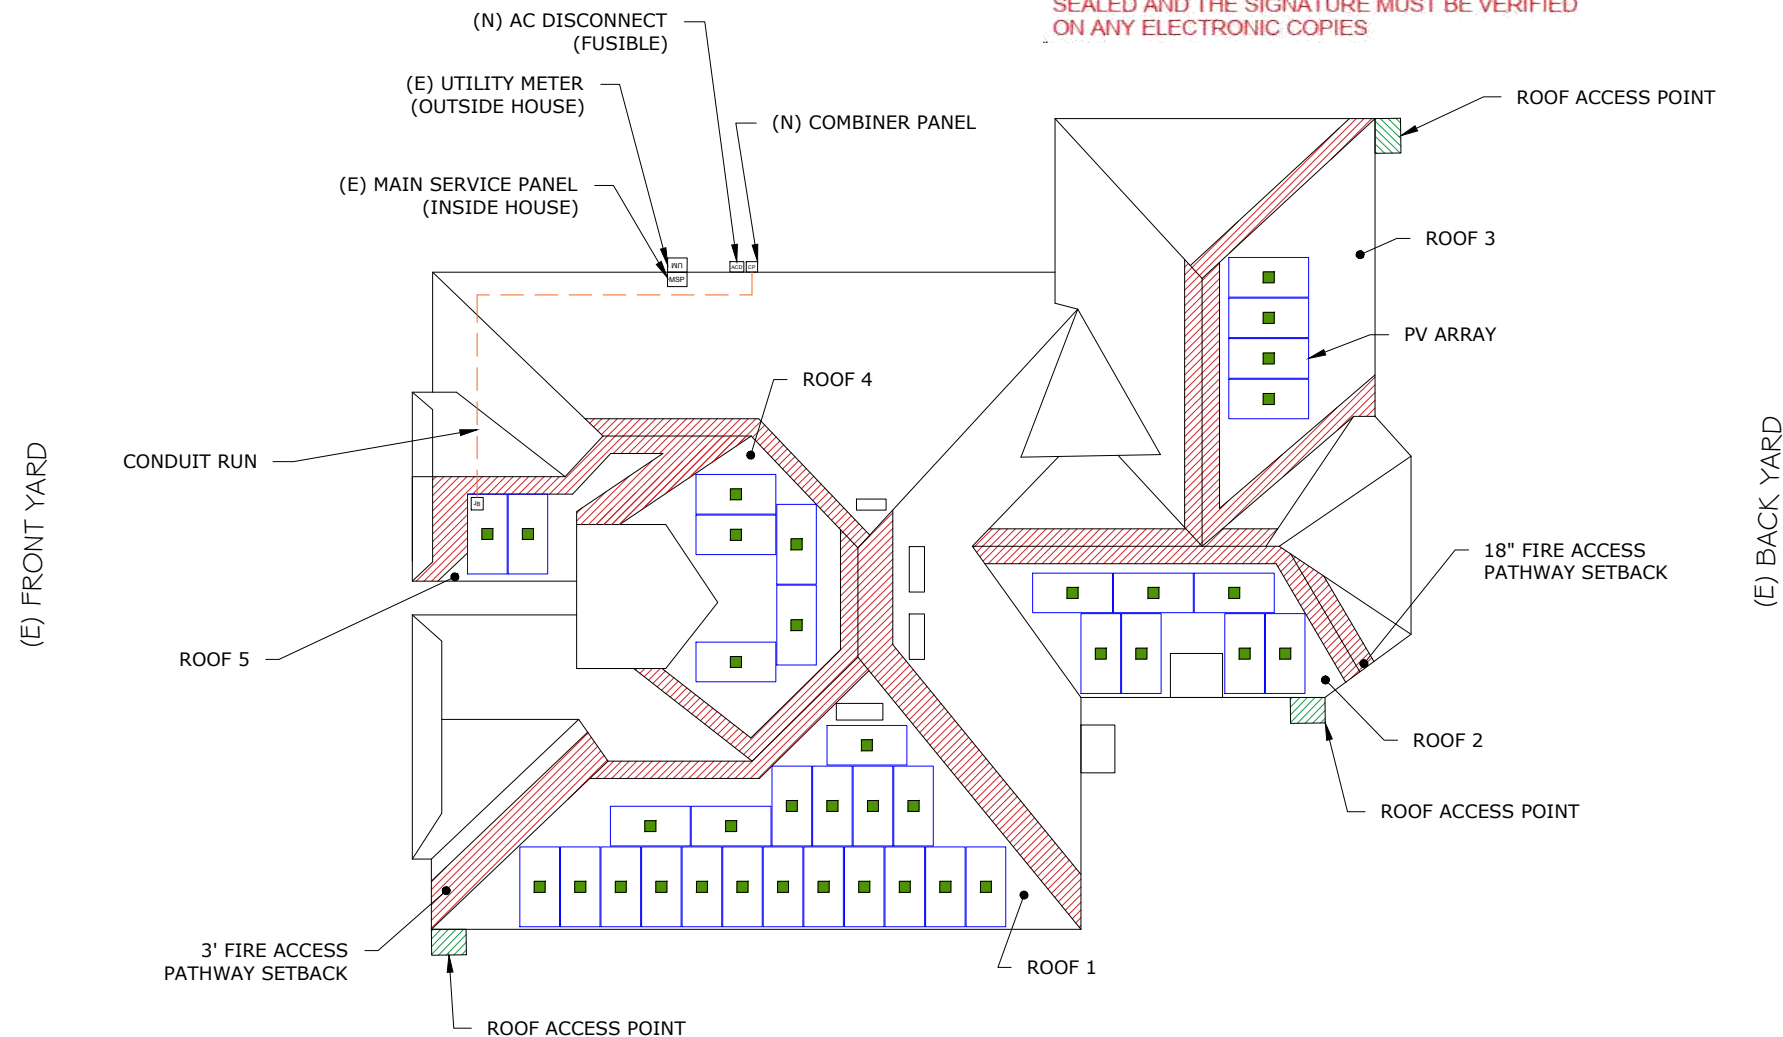 SEALED AND THE SIGNATURE MUST BE VERIFIED
ON ANY ELECTRONIC COPIES
(N) AC DISCONNECT
(FUSIBLE)
(E) UTILITY METER
(OUTSIDE HOUSE)
(N) COMBINER PANEL
(E) MAIN SERVICE PANEL
(INSIDE HOUSE)
ROOF ACCESS POINT
ROOF 3
UM
MSP
ACD
CP
PV ARRAY
ROOF 4
CONDUIT RUN
JB
(E) FRONT YARD
(E) BACK YARD
18" FIRE ACCESS
PATHWAY SETBACK
ROOF 5
ROOF 2
ROOF ACCESS POINT
3' FIRE ACCESS
PATHWAY SETBACK
ROOF 1
ROOF ACCESS POINT